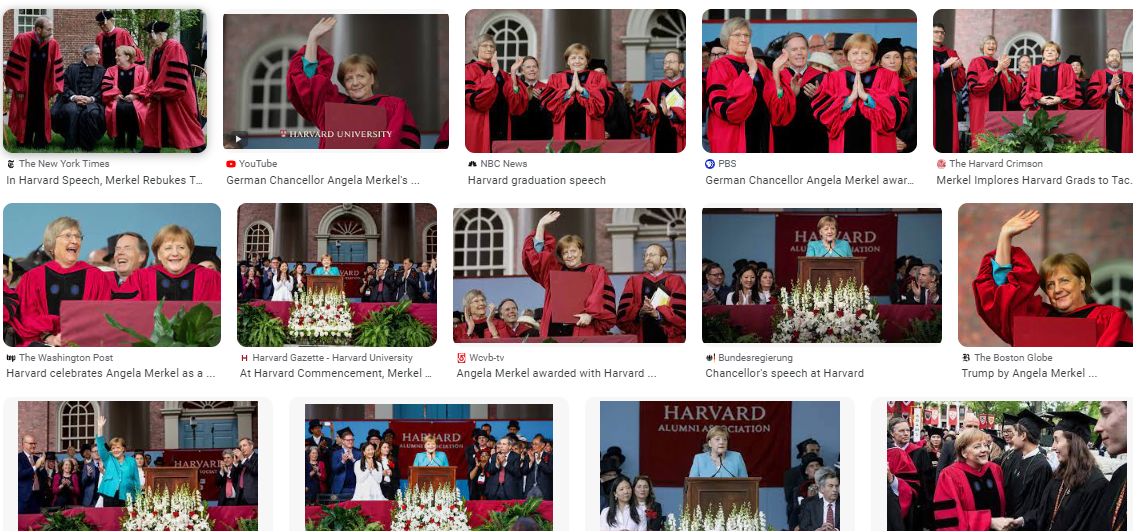 HARVARD UNIVERSITY
The New York Times
YouTube
NBC News
PBS
The Harvard Crimson
In Harvard Speech, Merkel Rebukes T...
German Chancellor Angela Merkel's ...
Harvard graduation speech
German Chancellor Angela Merkel awar...
Merkel Implores Harvard Grads to Tac...
HARVARD
ALUMNI ASSOCIATION
The Washington Post
Harvard Gazette - Harvard University
Wcvb-tv
Bundesregierung
The Boston Globe
Harvard celebrates Angela Merkel as a ...
At Harvard Commencement, Merkel ...
Angela Merkel awarded with Harvard ...
Chancellor's speech at Harvard
Trump by Angela Merkel ...
HARVARD
HARVARD
ALUMNI ASSOCIATION
HARVARD
ALUMNI ASSOCIATION